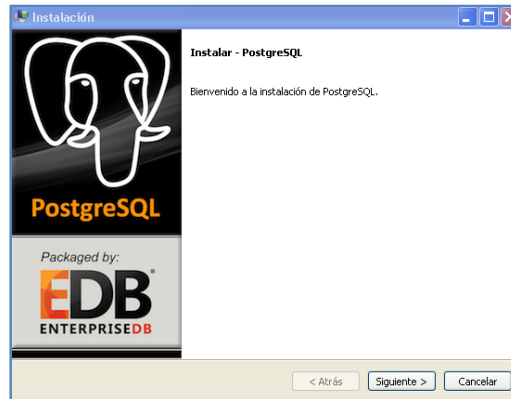 Instalación
Instalar - PostgreSQL
Bienvenido a la instalación de PostgreSQL.
PostgreSQL
Packaged by:
EDB
ENTERPRISEDB
< Atrás
Siguiente >
Cancelar